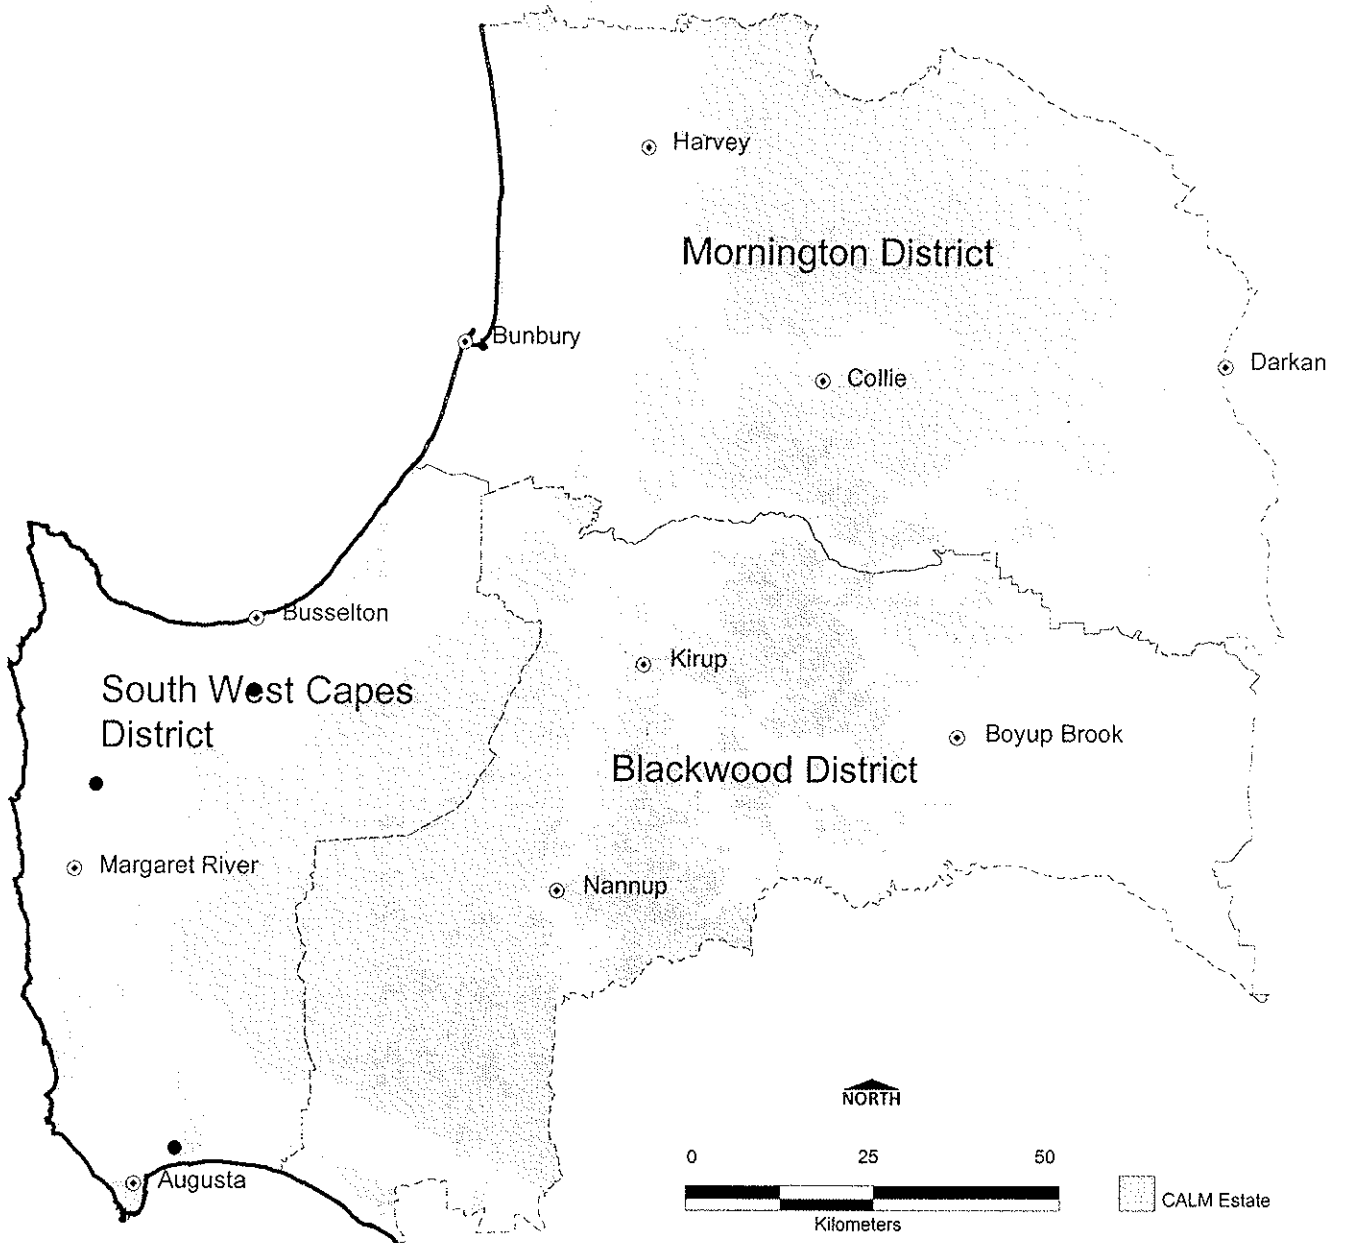 Harvey
Mornington District
Bunbury
Collie
Darkan
Busselton
Kirup
South West Capes
District
Boyup Brook
Blackwood District
Margaret River
Nannup
NORTH
0 25 50
Kilometers
Augusta
CALM Estate